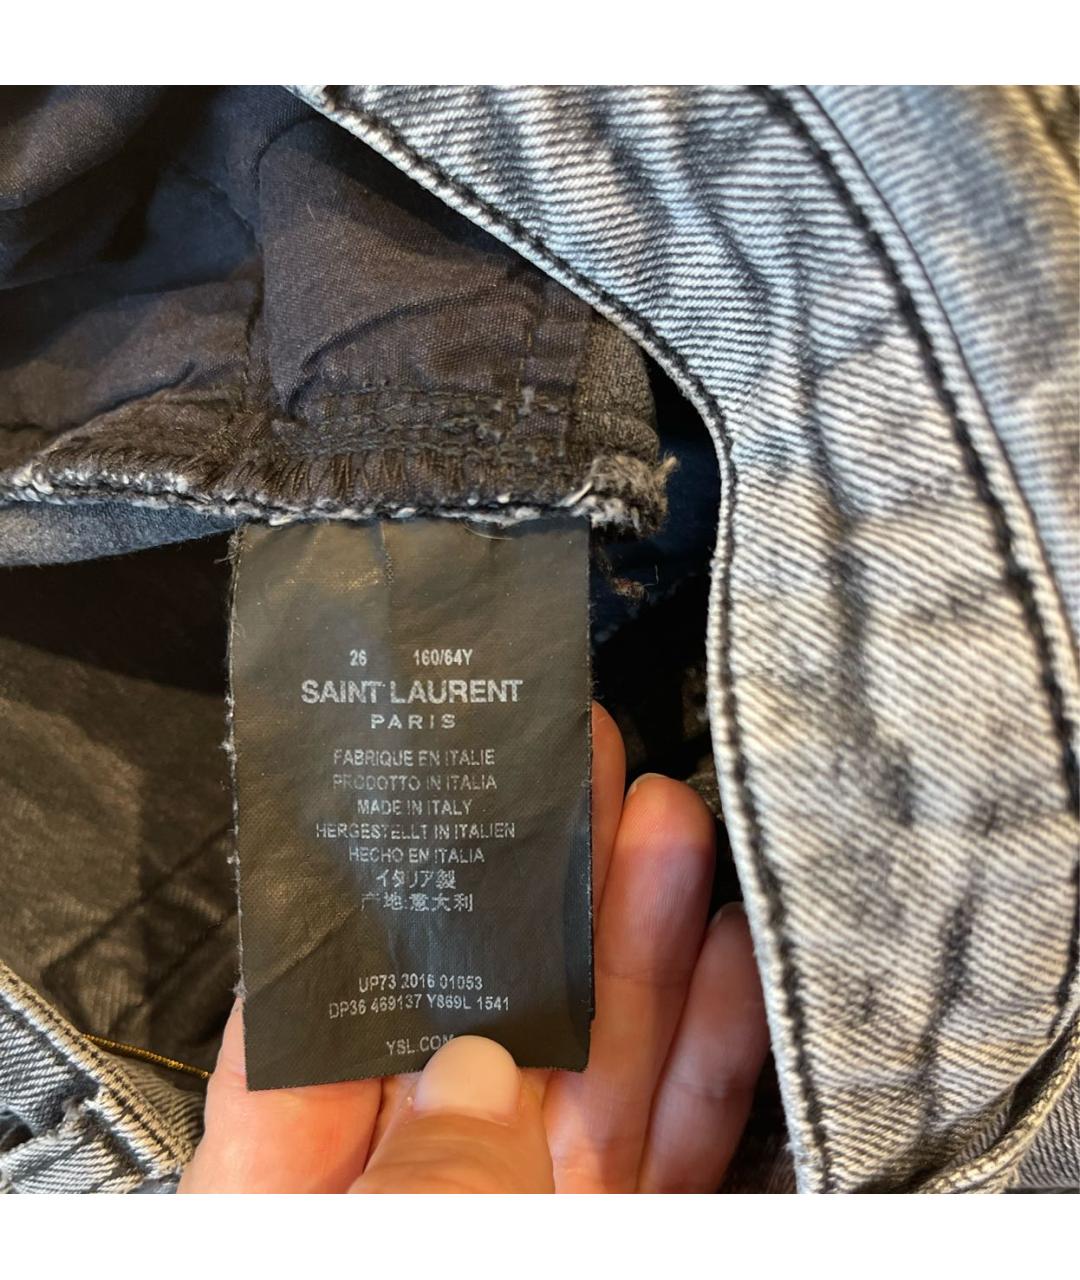 26 160/64Y
SAINT LAURENT
PARIS
FABRIQUE EN ITALIE
PRODOTTO IN ITALIA
MADE IN ITALY
HERGESTELLT IN ITALIEN
HECHO EN ITALIA
イタリア製
产地:意大利
UP73 2016 01053
DP36 469137 Y869L 1541
YSL.COM